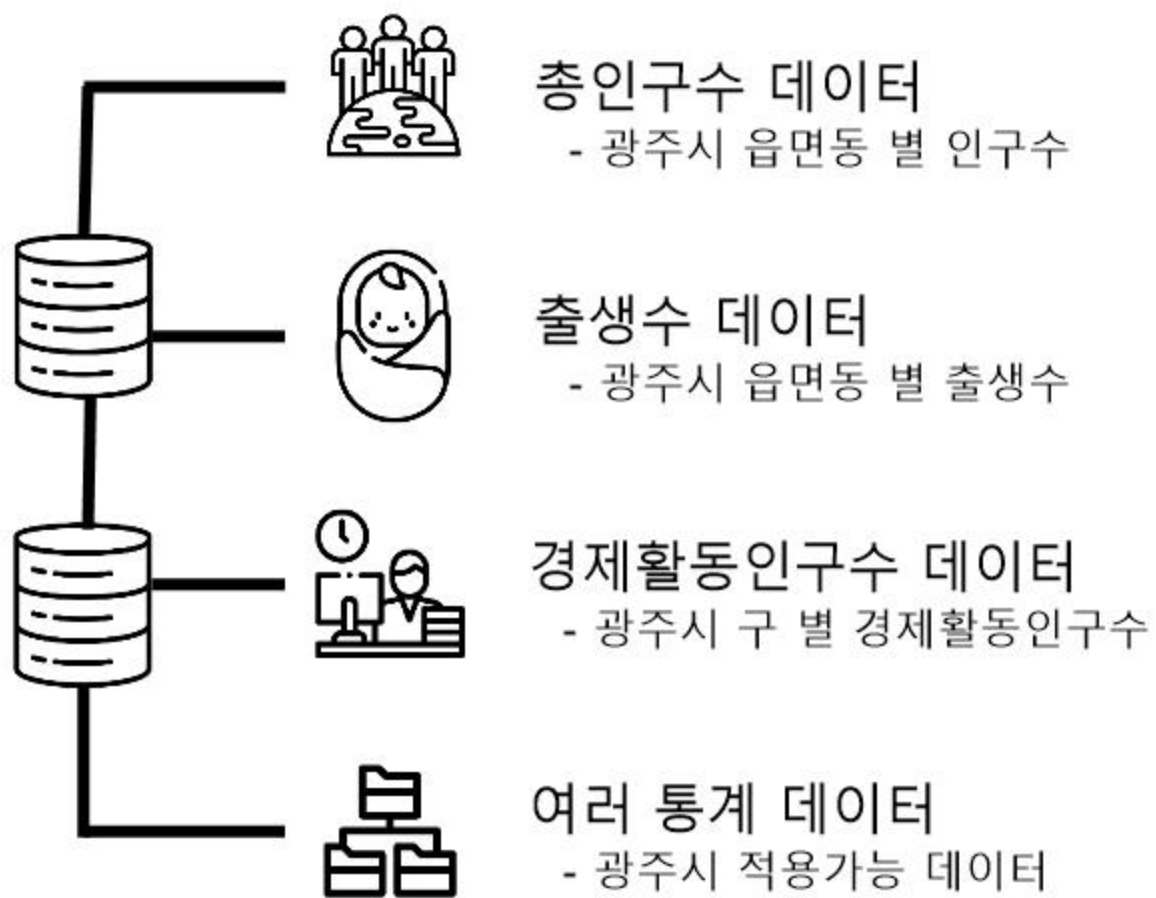 총인구수 데이터
- 광주시 읍면동 별 인구수
출생수 데이터
- 광주시 읍면동 별 출생수
경제활동인구수 데이터
- 광주시 구 별 경제활동인구수
여러 통계 데이터
- 광주시 적용가능 데이터